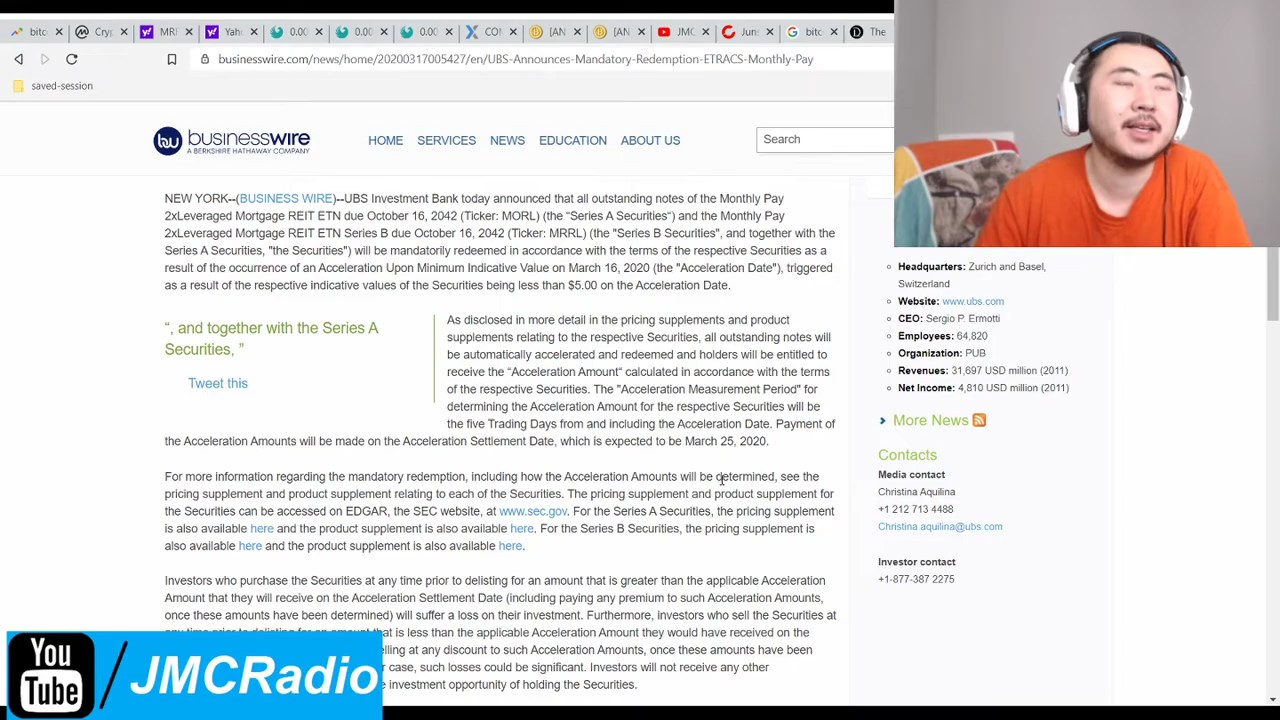 bitc
Cryp
MRI
Yah
0.00
0.00
0.00
CO
[AN
[AN
JMC
June
bitc
The
businesswire.com/news/home/20200317005427/en/UBS-Announces-Mandatory-Redemption-ETRACS-Monthly-Pay
saved-session
bw businesswire
A BERKSHIRE HATHAWAY COMPANY
HOME SERVICES NEWS EDUCATION ABOUT US
Search
NEW YORK--(BUSINESS WIRE)--UBS Investment Bank today announced that all outstanding notes of the Monthly Pay
2xLeveraged Mortgage REIT ETN due October 16, 2042 (Ticker: MORL) (the “Series A Securities“) and the Monthly Pay
2xLeveraged Mortgage REIT ETN Series B due October 16, 2042 (Ticker: MRRL) (the "Series B Securities", and together with the
Series A Securities, "the Securities") will be mandatorily redeemed in accordance with the terms of the respective Securities as a
result of the occurrence of an Acceleration Upon Minimum Indicative Value on March 16, 2020 (the "Acceleration Date"), triggered
as a result of the respective indicative values of the Securities being less than $5.00 on the Acceleration Date.
“, and together with the Series A
Securities, ”
Tweet this
As disclosed in more detail in the pricing supplements and product
supplements relating to the respective Securities, all outstanding notes will
be automatically accelerated and redeemed and holders will be entitled to
receive the “Acceleration Amount“ calculated in accordance with the terms
of the respective Securities. The "Acceleration Measurement Period" for
determining the Acceleration Amount for the respective Securities will be
the five Trading Days from and including the Acceleration Date. Payment of
the Acceleration Amounts will be made on the Acceleration Settlement Date, which is expected to be March 25, 2020.
For more information regarding the mandatory redemption, including how the Acceleration Amounts will be determined, see the
pricing supplement and product supplement relating to each of the Securities. The pricing supplement and product supplement for
the Securities can be accessed on EDGAR, the SEC website, at www.sec.gov. For the Series A Securities, the pricing supplement
is also available here and the product supplement is also available here. For the Series B Securities, the pricing supplement is
also available here and the product supplement is also available here.
Investors who purchase the Securities at any time prior to delisting for an amount that is greater than the applicable Acceleration
Amount that they will receive on the Acceleration Settlement Date (including paying any premium to such Acceleration Amounts,
once these amounts have been determined) will suffer a loss on their investment. Furthermore, investors who sell the Securities at
any time prior to delisting for an amount that is less than the applicable Acceleration Amount they would have received on the
elling at any discount to such Acceleration Amounts, once these amounts have been
r case, such losses could be significant. Investors will not receive any other
e investment opportunity of holding the Securities.
Headquarters: Zurich and Basel,
Switzerland
Website: www.ubs.com
CEO: Sergio P. Ermotti
Employees: 64,820
Organization: PUB
Revenues: 31,697 USD million (2011)
Net Income: 4,810 USD million (2011)
More News
Contacts
Media contact
Christina Aquilina
+1 212 713 4488
Christina.aquilina@ubs.com
Investor contact
+1-877-387 2275
You
Tube
/ JMCRadio